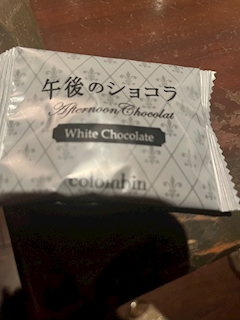 午後のショコラ
Afternoon Chocolat
White Chocolate
colombin